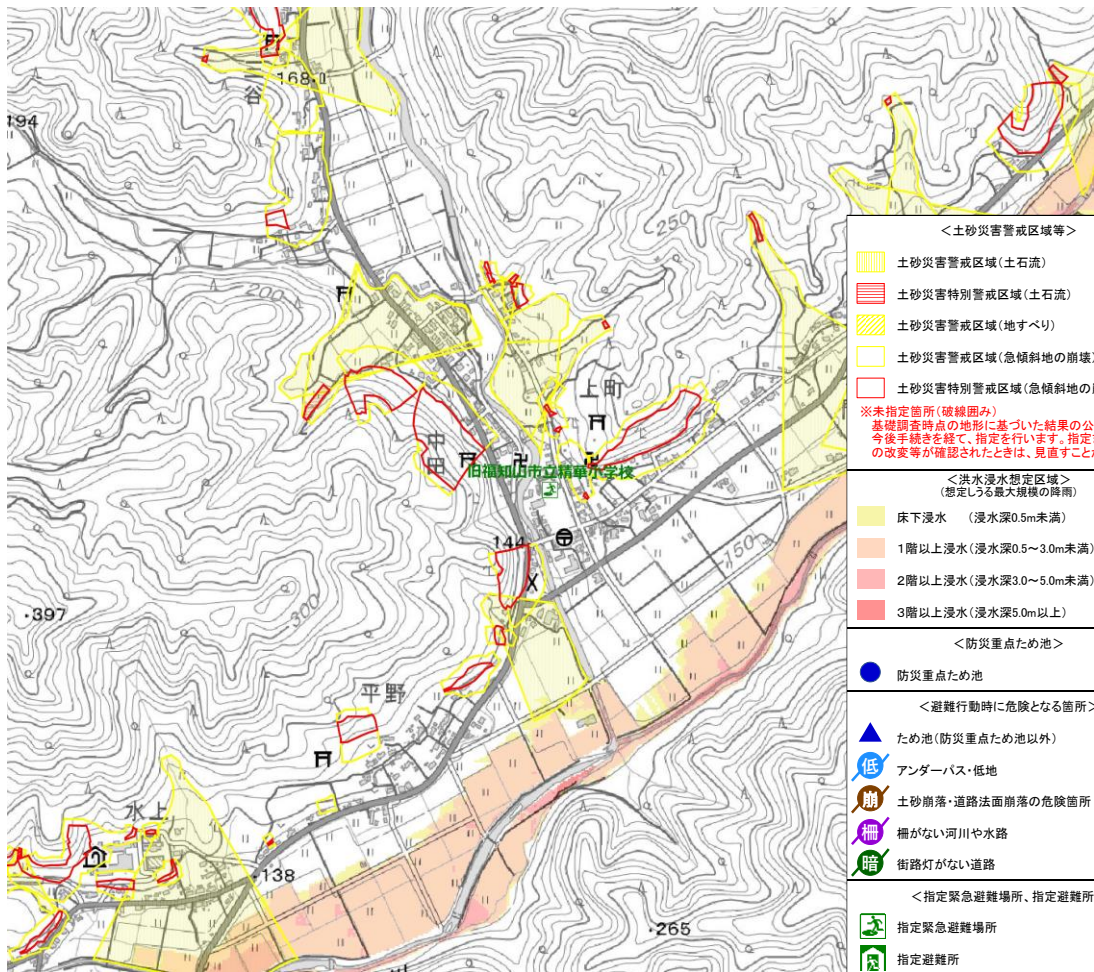 194
三谷
168
200
250
上町
中田
旧福知山市立精華小学校
144
150
300
・397
平野
水上
・138
・265
<土砂災害警戒区域等>
土砂災害警戒区域(土石流)
土砂災害特別警戒区域(土石流)
土砂災害警戒区域(地すべり)
土砂災害警戒区域(急傾斜地の崩壊)
土砂災害特別警戒区域(急傾斜地の崩
※未指定箇所(破線囲み)
基礎調査時点の地形に基づいた結果の公
今後手続きを経て、指定を行います。指定
の改変等が確認されたときは、見直すことが
<洪水浸水想定区域>
(想定しうる最大規模の降雨)
床下浸水 (浸水深0.5m未満)
1階以上浸水(浸水深0.5~3.0m未満)
2階以上浸水(浸水深3.0~5.0m未満)
3階以上浸水(浸水深5.0m以上)
<防災重点ため池>
防災重点ため池
<避難行動時に危険となる箇所>
ため池(防災重点ため池以外)
低 アンダーパス・低地
崩 土砂崩落・道路法面崩落の危険箇所
柵 柵がない河川や水路
暗 街路灯がない道路
<指定緊急避難場所、指定避難所
指定緊急避難場所
指定避難所